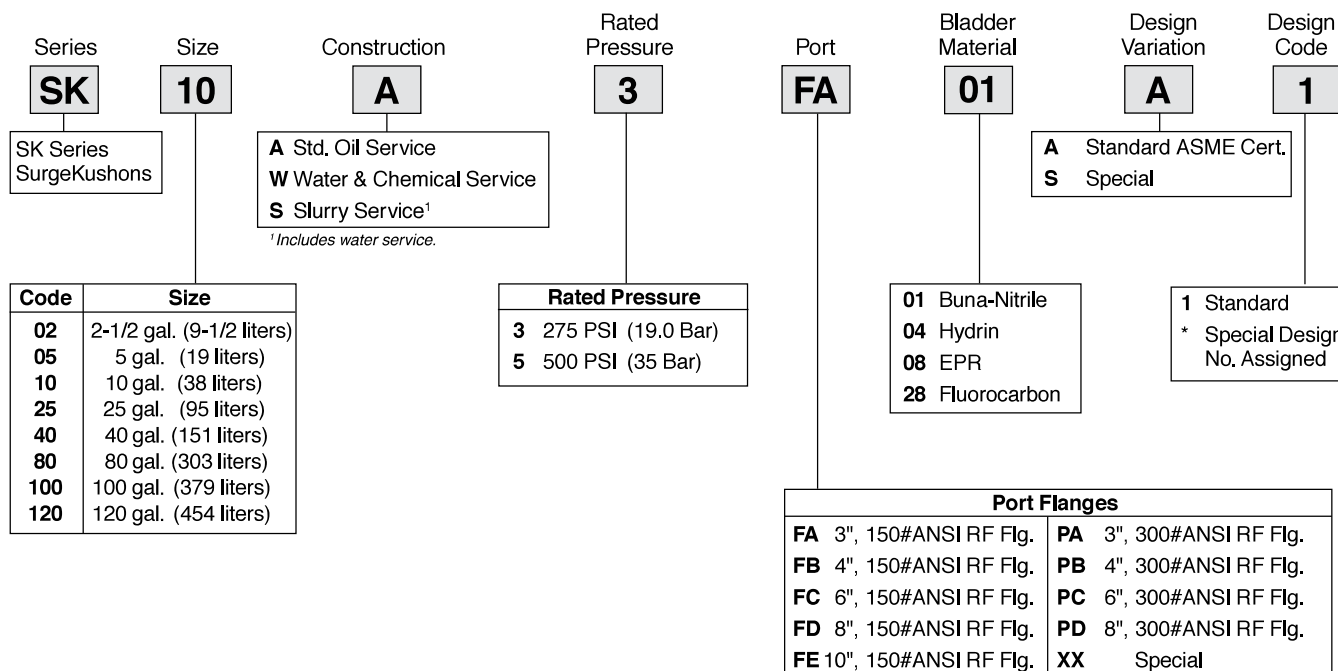 Series
SK
SK Series
SurgeKushons
Size
10
Construction
A
A Std. Oil Service
W Water & Chemical Service
S Slurry Service¹
¹Includes water service.
Rated
Pressure
3
Port
FA
Bladder
Material
01
Design
Variation
A
A Standard ASME Cert.
S Special
Design
Code
1
Code Size
02 2-1/2 gal. (9-1/2 liters)
05 5 gal. (19 liters)
10 10 gal. (38 liters)
25 25 gal. (95 liters)
40 40 gal. (151 liters)
80 80 gal. (303 liters)
100 100 gal. (379 liters)
120 120 gal. (454 liters)
Rated Pressure
3 275 PSI (19.0 Bar)
5 500 PSI (35 Bar)
01 Buna-Nitrile
04 Hydrin
08 EPR
28 Fluorocarbon
1 Standard
* Special Design
No. Assigned
Port Flanges
FA 3", 150#ANSI RF Flg. PA 3", 300#ANSI RF Flg.
FB 4", 150#ANSI RF Flg. PB 4", 300#ANSI RF Flg.
FC 6", 150#ANSI RF Flg. PC 6", 300#ANSI RF Flg.
FD 8", 150#ANSI RF Flg. PD 8", 300#ANSI RF Flg.
FE 10", 150#ANSI RF Flg. XX Special